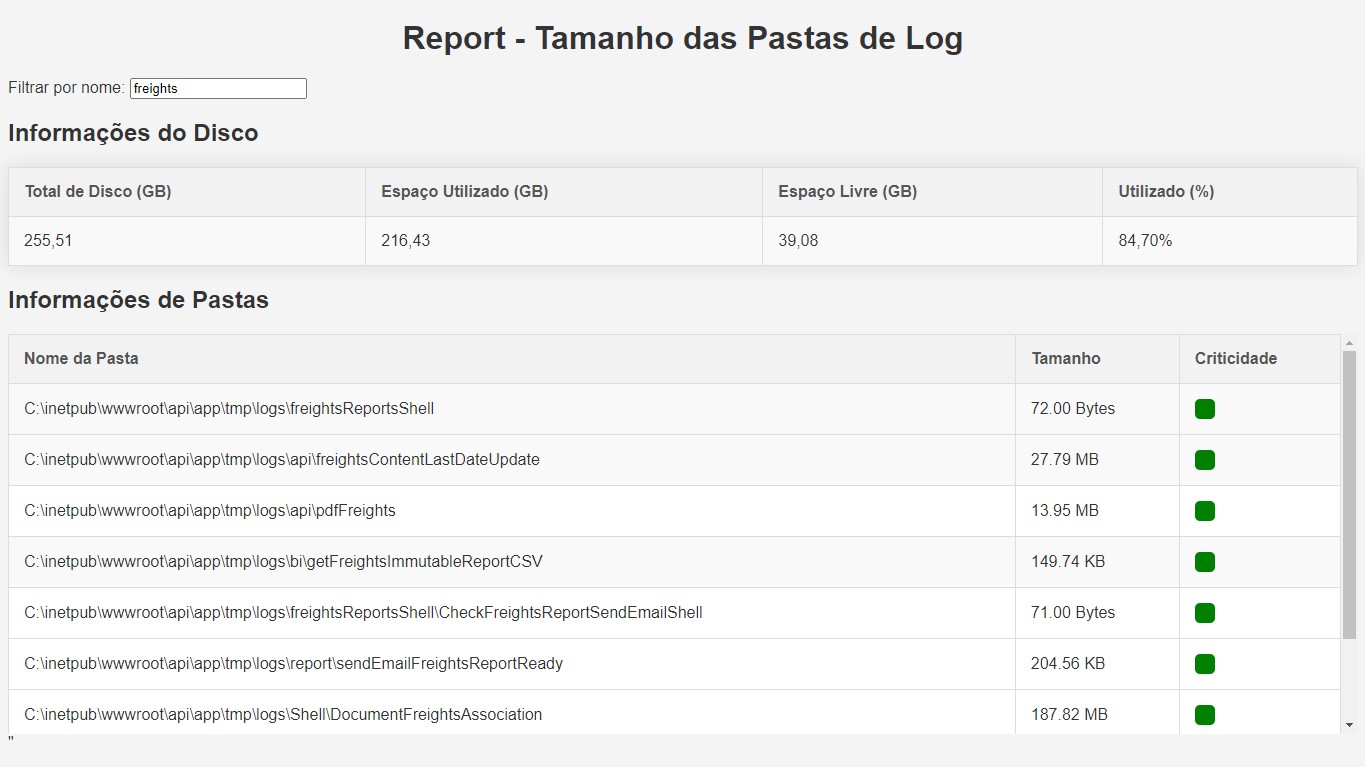 Report - Tamanho das Pastas de Log
Filtrar por nome: freights
Informações do Disco
Total de Disco (GB) Espaço Utilizado (GB) Espaço Livre (GB) Utilizado (%)
255,51 216,43 39,08 84,70%
Informações de Pastas
Nome da Pasta Tamanho Criticidade
C:\inetpub\wwwroot\api\app\tmp\logs\freightsReportsShell 72.00 Bytes
C:\inetpub\wwwroot\api\app\tmp\logs\api\freightsContentLastDateUpdate 27.79 MB
C:\inetpub\wwwroot\api\app\tmp\logs\api\pdfFreights 13.95 MB
C:\inetpub\wwwroot\api\app\tmp\logs\bi\getFreightsImmutableReportCSV 149.74 KB
C:\inetpub\wwwroot\api\app\tmp\logs\freightsReportsShell\CheckFreightsReportSendEmailShell 71.00 Bytes
C:\inetpub\wwwroot\api\app\tmp\logs\report\sendEmailFreightsReportReady 204.56 KB
C:\inetpub\wwwroot\api\app\tmp\logs\Shell\DocumentFreightsAssociation 187.82 MB
"